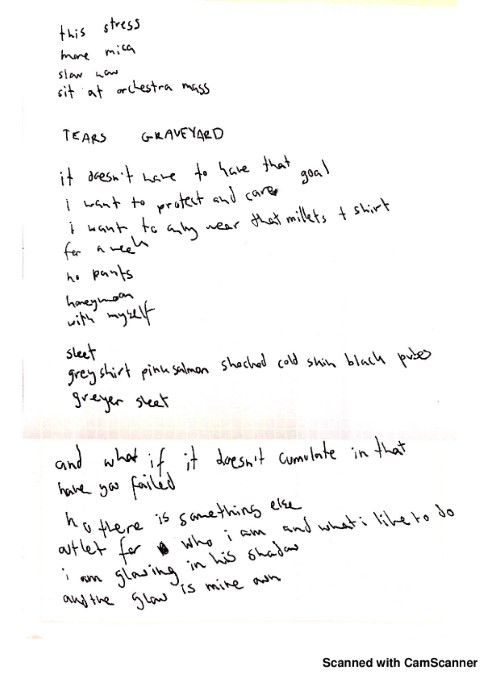 this stress
more mica
slow now
sit at orchestra mass
TEARS GRAVEYARD
it doesn't have to have that goal
i want to protect and care
i want to only wear that millets t shirt
for a week
no pants
honeymoon
with myself
sleet
grey shirt pink salmon shocked cold skin black pubes
greyer sleet
and what if it doesn't cumulate in that
have you failed
no there is something else
outlet for who i am and what i like to do
i am glowing in his shadow
and the glow is mine own
Scanned with CamScanner